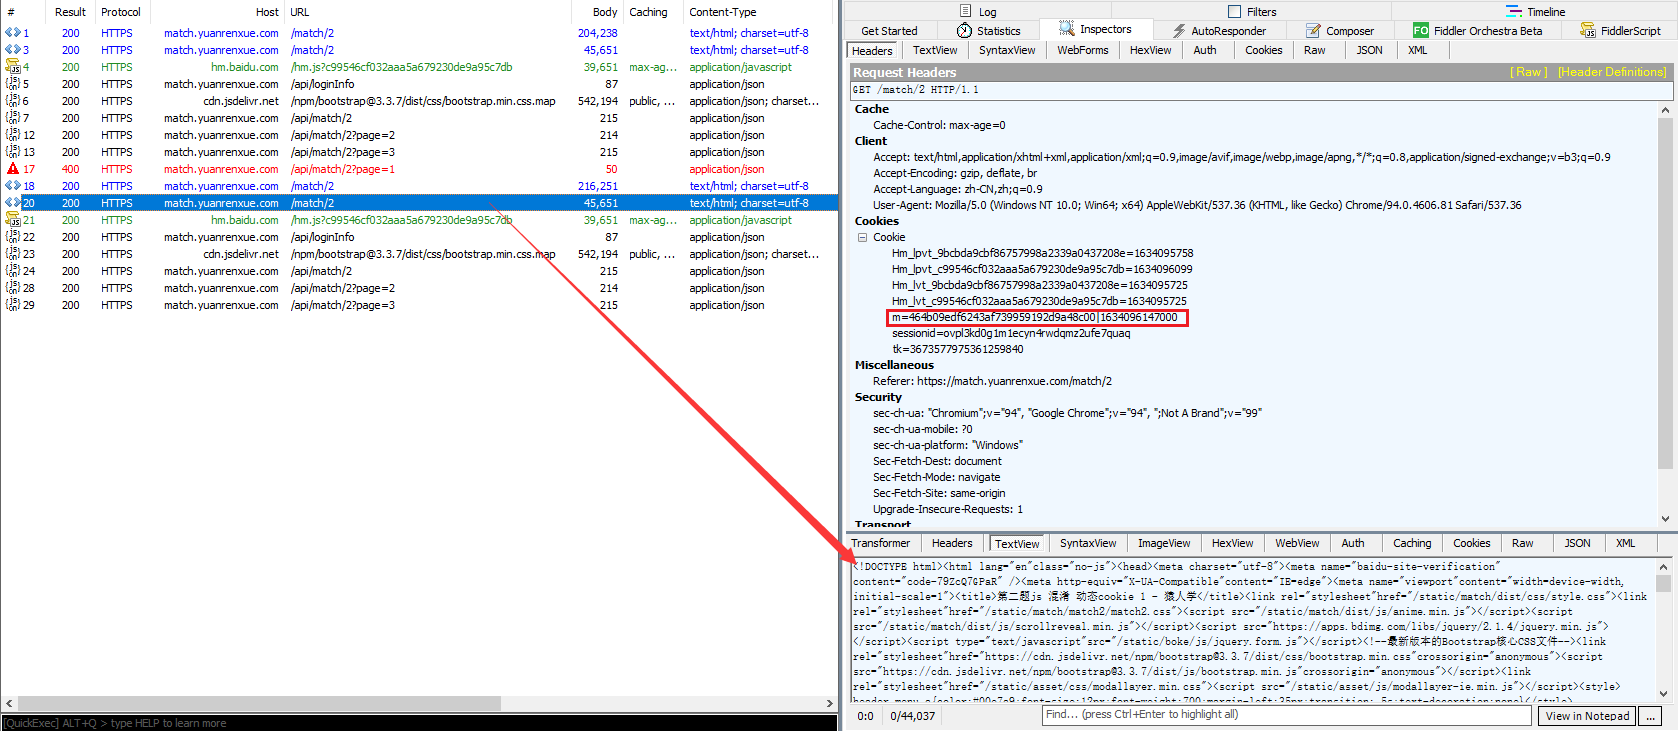 # Result Protocol Host URL Body Caching Content-Type
1 200 HTTPS match.yuanrenxue.com /match/2 204,238 text/html; charset=utf-8
3 200 HTTPS match.yuanrenxue.com /match/2 45,651 text/html; charset=utf-8
4 200 HTTPS hm.baidu.com /hm.js?c99546cf032aaa5a679230de9a95c7db 39,651 max-ag... application/javascript
5 200 HTTPS match.yuanrenxue.com /api/loginInfo 87 application/json
6 200 HTTPS cdn.jsdelivr.net /npm/bootstrap@3.3.7/dist/css/bootstrap.min.css.map 542,194 public, ... application/json; charset...
7 200 HTTPS match.yuanrenxue.com /api/match/2 215 application/json
12 200 HTTPS match.yuanrenxue.com /api/match/2?page=2 214 application/json
13 200 HTTPS match.yuanrenxue.com /api/match/2?page=3 215 application/json
17 400 HTTPS match.yuanrenxue.com /api/match/2?page=1 50 application/json
18 200 HTTPS match.yuanrenxue.com /match/2 216,251 text/html; charset=utf-8
20 200 HTTPS match.yuanrenxue.com /match/2 45,651 text/html; charset=utf-8
21 200 HTTPS hm.baidu.com /hm.js?c99546cf032aaa5a679230de9a95c7db 39,651 max-ag... application/javascript
22 200 HTTPS match.yuanrenxue.com /api/loginInfo 87 application/json
23 200 HTTPS cdn.jsdelivr.net /npm/bootstrap@3.3.7/dist/css/bootstrap.min.css.map 542,194 public, ... application/json; charset...
24 200 HTTPS match.yuanrenxue.com /api/match/2 215 application/json
28 200 HTTPS match.yuanrenxue.com /api/match/2?page=2 214 application/json
29 200 HTTPS match.yuanrenxue.com /api/match/2?page=3 215 application/json
[QuickExec] ALT+Q > type HELP to learn more
Log Filters Timeline
Get Started Statistics Inspectors AutoResponder Composer FO Fiddler Orchestra Beta FiddlerScript
Headers TextView SyntaxView WebForms HexView Auth Cookies Raw JSON XML
Request Headers [ Raw ] [Header Definitions]
GET /match/2 HTTP/1.1
Cache
Cache-Control: max-age=0
Client
Accept: text/html,application/xhtml+xml,application/xml;q=0.9,image/avif,image/webp,image/apng,*/*;q=0.8,application/signed-exchange;v=b3;q=0.9
Accept-Encoding: gzip, deflate, br
Accept-Language: zh-CN,zh;q=0.9
User-Agent: Mozilla/5.0 (Windows NT 10.0; Win64; x64) AppleWebKit/537.36 (KHTML, like Gecko) Chrome/94.0.4606.81 Safari/537.36
Cookies
Cookie
Hm_lpvt_9bcbda9cbf86757998a2339a0437208e=1634095758
Hm_lpvt_c99546cf032aaa5a679230de9a95c7db=1634096099
Hm_lvt_9bcbda9cbf86757998a2339a0437208e=1634095725
Hm_lvt_c99546cf032aaa5a679230de9a95c7db=1634095725
m=464b09edf6243af739959192d9a48c00|1634096147000
sessionid=ovpl3kd0g1m1ecyn4rwdqmz2ufe7quaq
tk=3673577975361259840
Miscellaneous
Referer: https://match.yuanrenxue.com/match/2
Security
sec-ch-ua: "Chromium";v="94", "Google Chrome";v="94", ";Not A Brand";v="99"
sec-ch-ua-mobile: ?0
sec-ch-ua-platform: "Windows"
Sec-Fetch-Dest: document
Sec-Fetch-Mode: navigate
Sec-Fetch-Site: same-origin
Upgrade-Insecure-Requests: 1
Transport
Transformer Headers TextView SyntaxView ImageView HexView WebView Auth Caching Cookies Raw JSON XML
<!DOCTYPE html><html lang="en"class="no-js"><head><meta charset="utf-8"><meta name="baidu-site-verification"
content="code-79ZcQ7GPaR" /><meta http-equiv="X-UA-Compatible"content="IE=edge"><meta name="viewport"content="width=device-width,
initial-scale=1"><title>第二题js 混淆 动态cookie 1 - 猿人学</title><link rel="stylesheet"href="/static/match/dist/css/style.css"><link
rel="stylesheet"href="/static/match/match2/match2.css"><script src="/static/match/dist/js/anime.min.js"></script><script
src="/static/match/dist/js/scrollreveal.min.js"></script><script src="https://apps.bdimg.com/libs/jquery/2.1.4/jquery.min.js">
</script><script type="text/javascript"src="/static/boke/js/jquery.form.js"></script><!--最新版本的Bootstrap核心CSS文件--><link
rel="stylesheet"href="https://cdn.jsdelivr.net/npm/bootstrap@3.3.7/dist/css/bootstrap.min.css"crossorigin="anonymous"><script
src="https://cdn.jsdelivr.net/npm/bootstrap@3.3.7/dist/js/bootstrap.min.js"crossorigin="anonymous"></script><link
rel="stylesheet"href="/static/asset/css/modallayer.min.css"><script src="/static/asset/js/modallayer-ie.min.js"></script><style>
0:0 0/44,037 Find... (press Ctrl+Enter to highlight all) View in Notepad ...